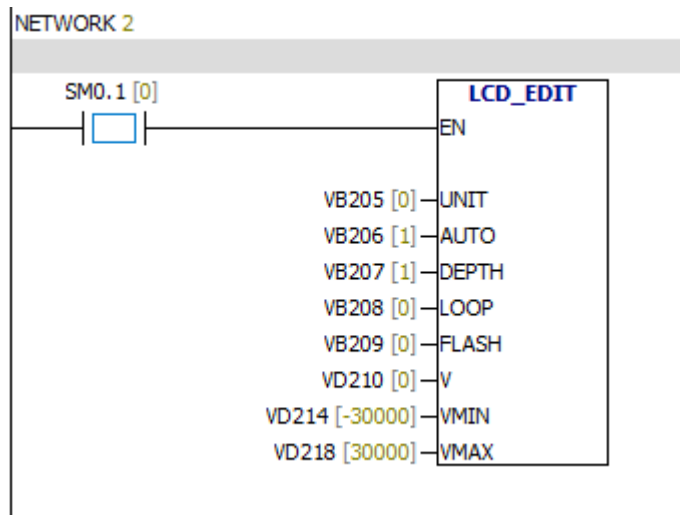 NETWORK 2
SM0.1 [0]
LCD_EDIT
EN
VB205 [0] UNIT
VB206 [1] AUTO
VB207 [1] DEPTH
VB208 [0] LOOP
VB209 [0] FLASH
VD210 [0] V
VD214 [-30000] VMIN
VD218 [30000] VMAX